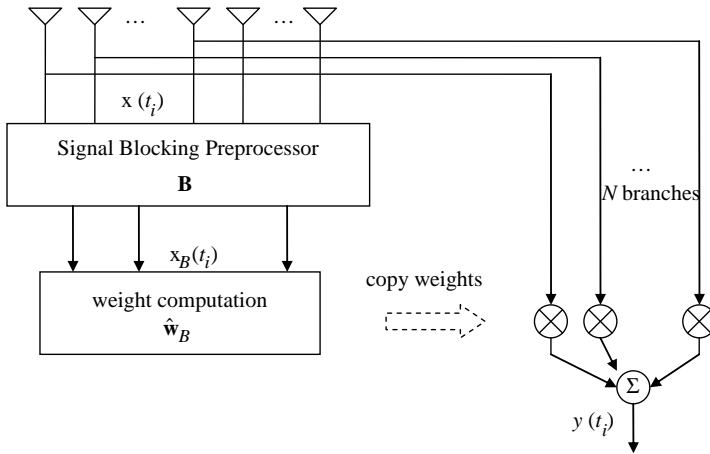 ... ...
x (t_i)
Signal Blocking Preprocessor
B
...
N branches
x_B(t_i)
weight computation
ŵ_B
copy weights
Σ
y (t_i)